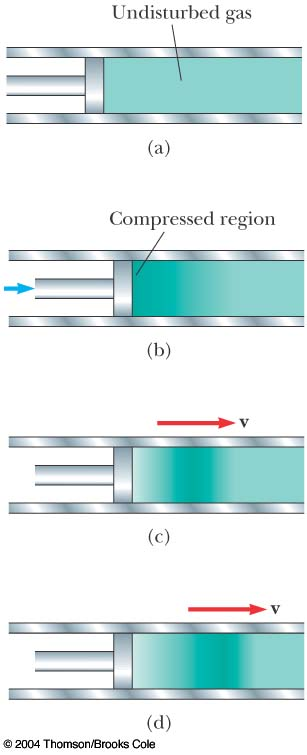 Undisturbed gas
(a)
Compressed region
(b)
v
(c)
v
(d)
© 2004 Thomson/Brooks Cole